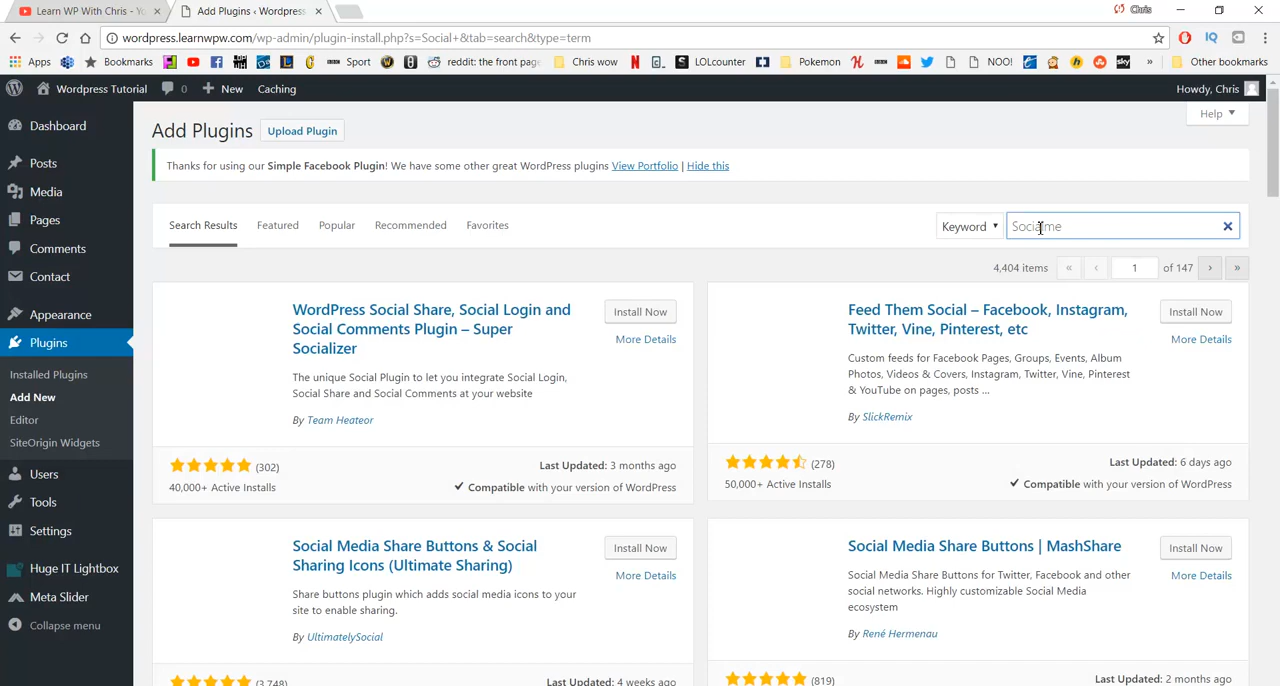 Learn WP With Chris - Yo
Add Plugins ‹ Wordpress
Chris
wordpress.learnwpw.com/wp-admin/plugin-install.php?s=Social+&tab=search&type=term
Apps
Bookmarks
Sport
reddit: the front pag
Chris wow
LOLcounter
Pokemon
NOO!
sky
Other bookmarks
WordPress Tutorial
0
New
Caching
Howdy, Chris
Dashboard
Posts
Media
Pages
Comments
Contact
Appearance
Plugins
Installed Plugins
Add New
Editor
SiteOrigin Widgets
Users
Tools
Settings
Huge IT Lightbox
Meta Slider
Collapse menu
Help
Add Plugins
Upload Plugin
Thanks for using our Simple Facebook Plugin! We have some other great WordPress plugins View Portfolio | Hide this
Search Results
Featured
Popular
Recommended
Favorites
Keyword
4,404 items
«
‹
1
of 147
›
»
WordPress Social Share, Social Login and
Social Comments Plugin – Super
Socializer
Install Now
More Details
The unique Social Plugin to let you integrate Social Login,
Social Share and Social Comments at your website
By Team Heateor
(302)
40,000+ Active Installs
Last Updated: 3 months ago
Compatible with your version of WordPress
Feed Them Social – Facebook, Instagram,
Twitter, Vine, Pinterest, etc
Install Now
More Details
Custom feeds for Facebook Pages, Groups, Events, Album
Photos, Videos & Covers, Instagram, Twitter, Vine, Pinterest
& YouTube on pages, posts ...
By SlickRemix
(278)
50,000+ Active Installs
Last Updated: 6 days ago
Compatible with your version of WordPress
Social Media Share Buttons & Social
Sharing Icons (Ultimate Sharing)
Install Now
More Details
Share buttons plugin which adds social media icons to your
site to enable sharing.
By UltimatelySocial
(3,748)
Last Updated: 4 weeks ago
Social Media Share Buttons | MashShare
Install Now
More Details
Social Media Share Buttons for Twitter, Facebook and other
social networks. Highly customizable Social Media
ecosystem
By René Hermenau
(819)
Last Updated: 2 months ago